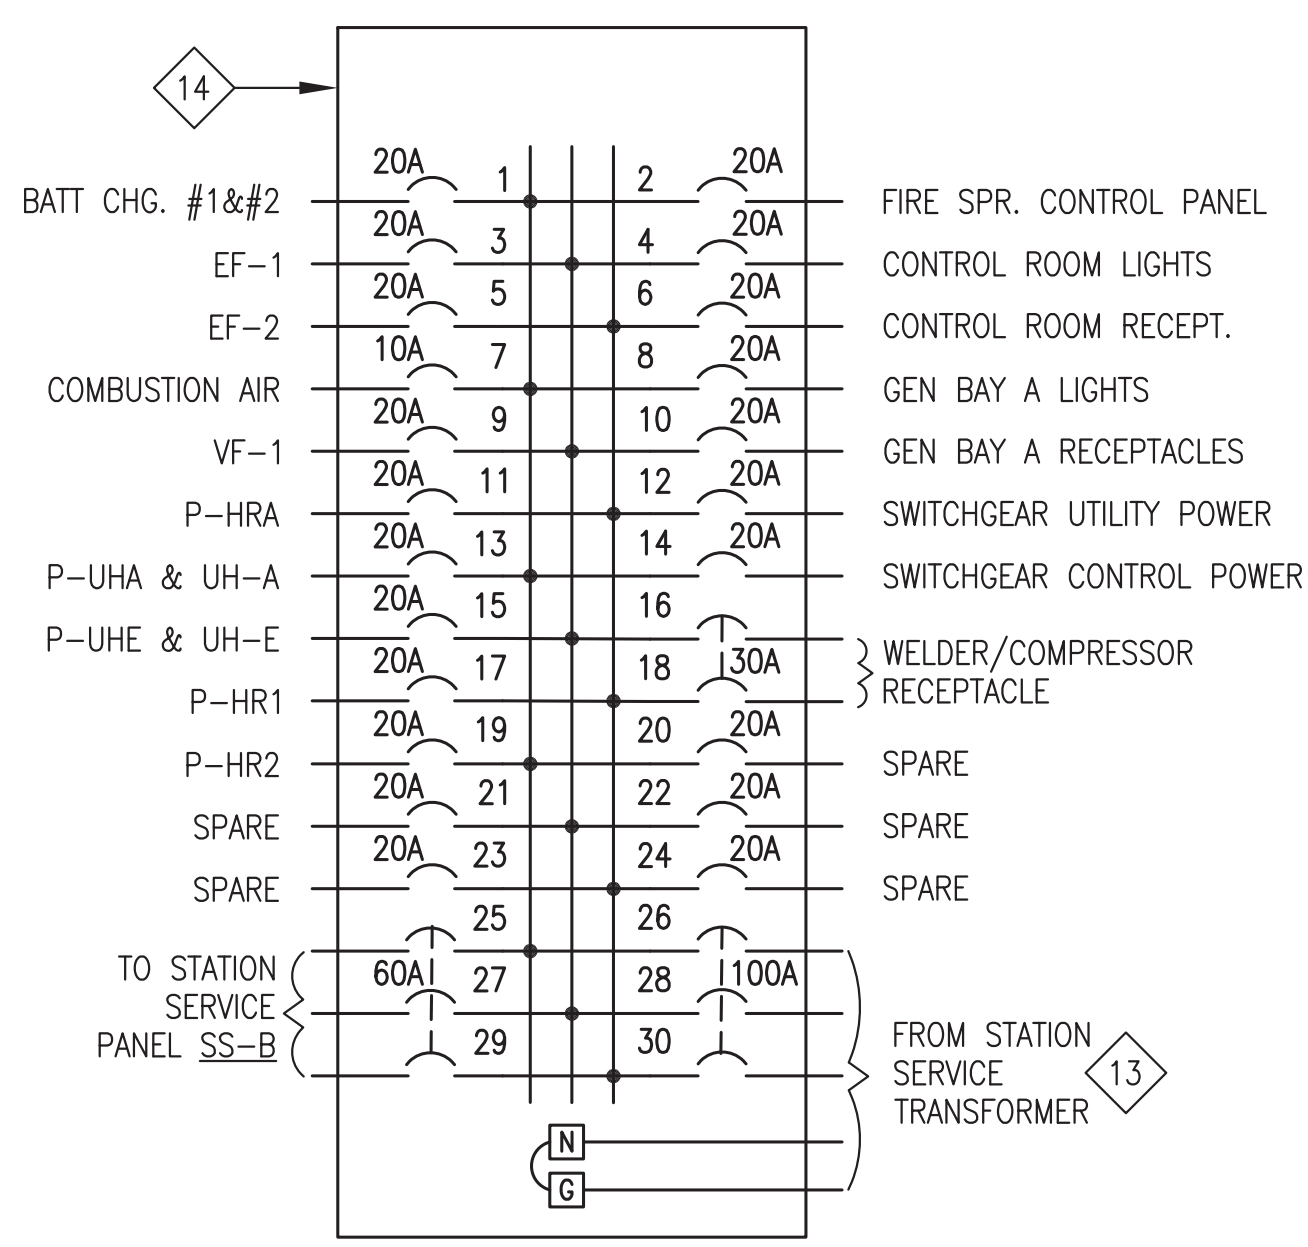 14
20A 1 2 20A
BATT CHG. #1&#2 FIRE SPR. CONTROL PANEL
20A 3 4 20A
EF-1 CONTROL ROOM LIGHTS
20A 5 6 20A
EF-2 CONTROL ROOM RECEPT.
10A 7 8 20A
COMBUSTION AIR GEN BAY A LIGHTS
20A 9 10 20A
VF-1 GEN BAY A RECEPTACLES
20A 11 12 20A
P-HRA SWITCHGEAR UTILITY POWER
20A 13 14 20A
P-UHA & UH-A SWITCHGEAR CONTROL POWER
20A 15 16
P-UHE & UH-E WELDER/COMPRESSOR
20A 17 18 30A
P-HR1 RECEPTACLE
20A 19 20 20A
P-HR2 SPARE
20A 21 22 20A
SPARE SPARE
20A 23 24 20A
SPARE SPARE
25 26
TO STATION
60A 27 28 100A
SERVICE
PANEL SS-B
29 30
FROM STATION
SERVICE 13
TRANSFORMER
N
G